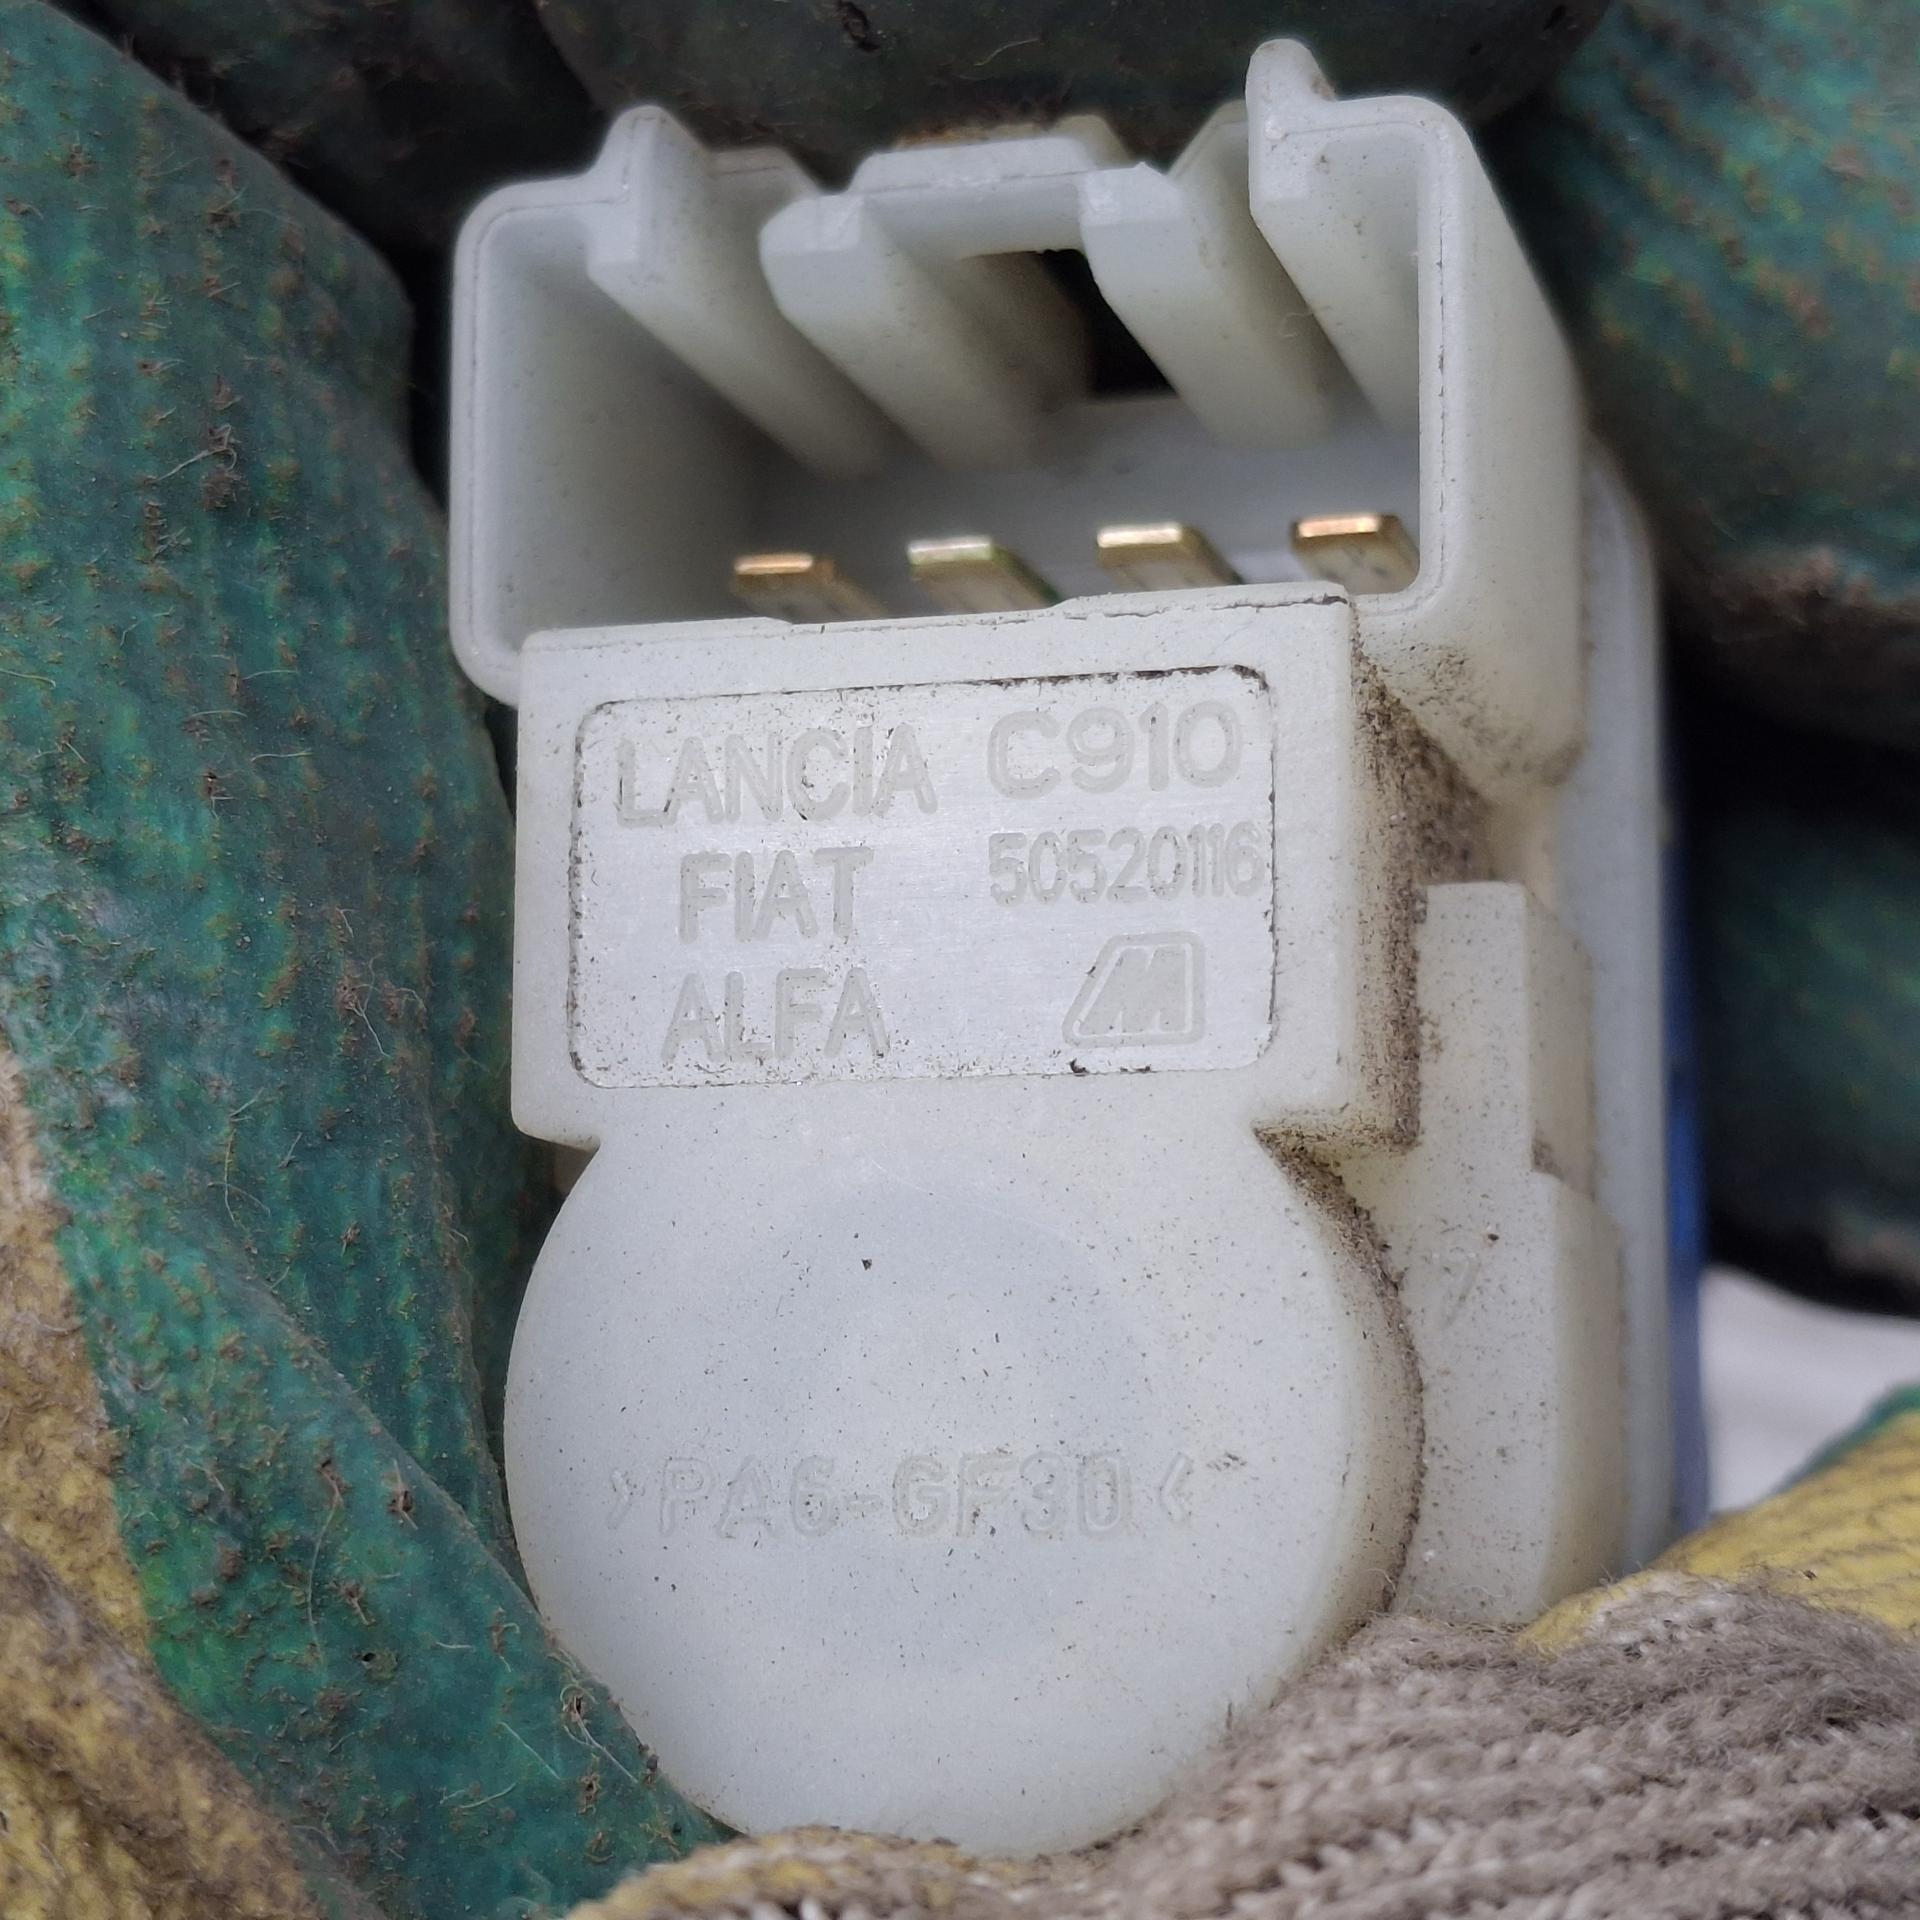 LANCIA C910
FIAT 50520116
ALFA M
>PA6-GF30<